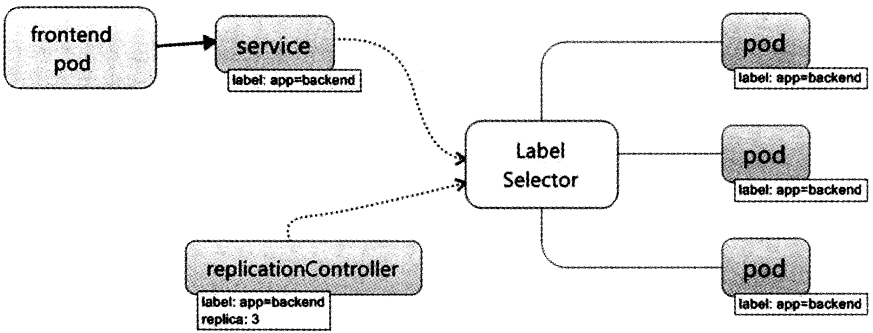 frontend
pod
service
label: app=backend
Label
Selector
replicationController
label: app=backend
replica: 3
pod
label: app=backend
pod
label: app=backend
pod
label: app=backend